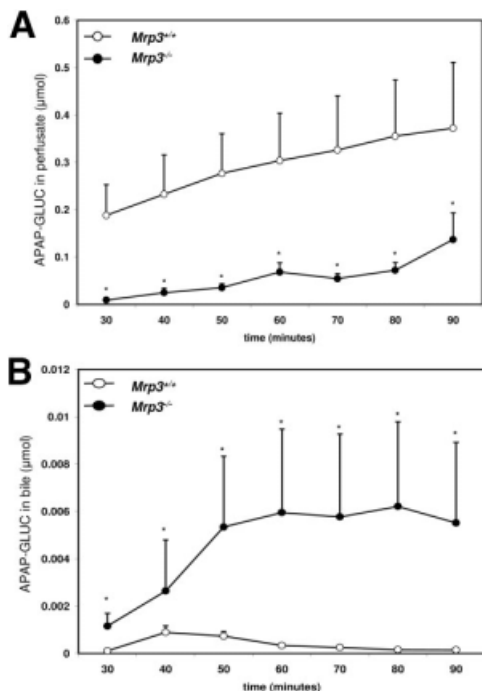 A
Mrp3+/+
Mrp3-/-
APAP-GLUC in perfusate (μmol)
0.6
0.5
0.4
0.3
0.2
0.1
0
* * * * * * *
30 40 50 60 70 80 90
time (minutes)
B
Mrp3+/+
Mrp3-/-
APAP-GLUC in bile (μmol)
0.012
0.01
0.008
0.006
0.004
0.002
0
* * * * * * *
30 40 50 60 70 80 90
time (minutes)